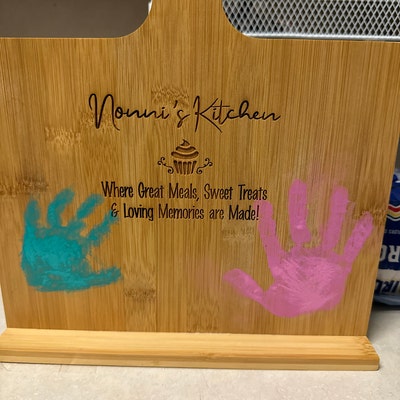 Nonni's Kitchen
Where Great Meals, Sweet Treats
& Loving Memories are Made!